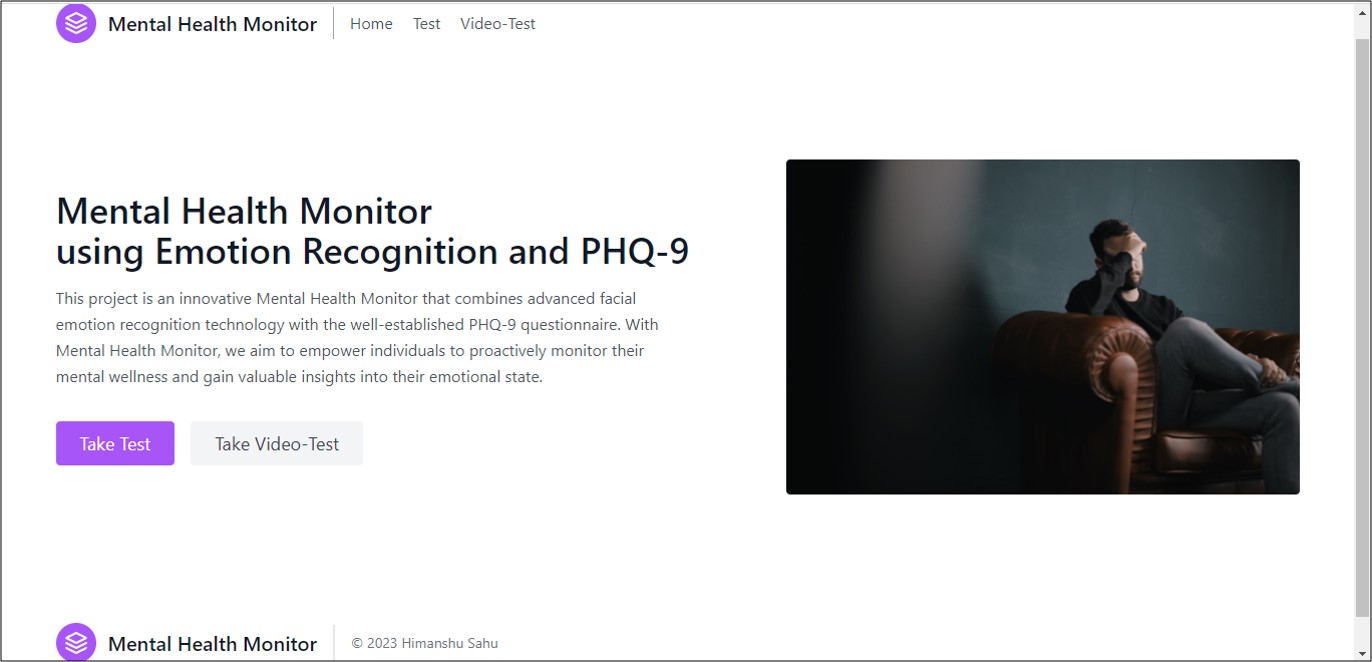 Mental Health Monitor
Home Test Video-Test
Mental Health Monitor
using Emotion Recognition and PHQ-9
This project is an innovative Mental Health Monitor that combines advanced facial
emotion recognition technology with the well-established PHQ-9 questionnaire. With
Mental Health Monitor, we aim to empower individuals to proactively monitor their
mental wellness and gain valuable insights into their emotional state.
Take Test Take Video-Test
Mental Health Monitor
© 2023 Himanshu Sahu